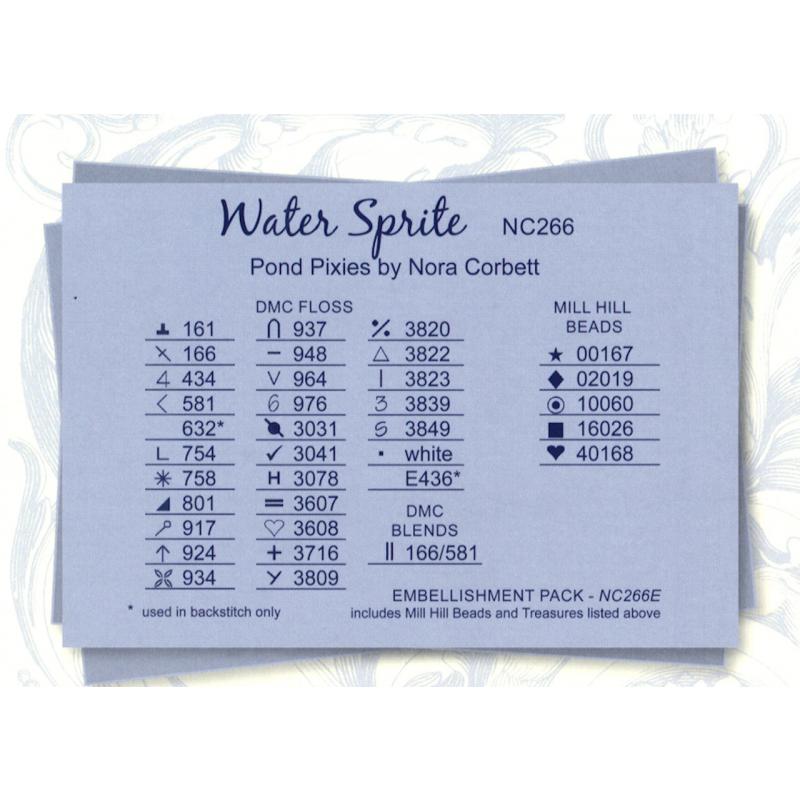 Water Sprite NC266
Pond Pixies by Nora Corbett
DMC FLOSS
161
166
434
581
632*
754
758
801
917
924
934
937
948
964
976
3031
3041
3078
3607
3608
3716
3809
3820
3822
3823
3839
3849
white
E436*
DMC
BLENDS
166/581
MILL HILL
BEADS
00167
02019
10060
16026
40168
* used in backstitch only
EMBELLISHMENT PACK - NC266E
includes Mill Hill Beads and Treasures listed above